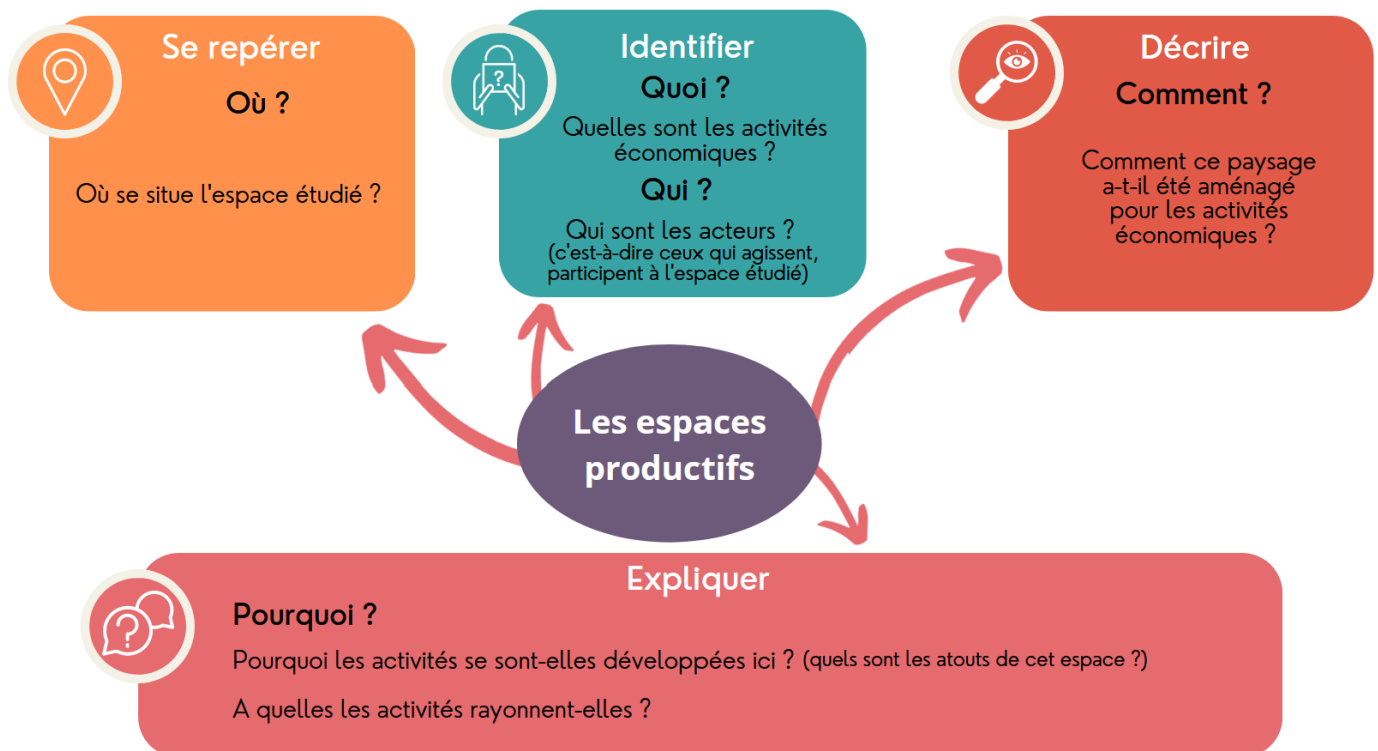 Se repérer
Où ?
Où se situe l'espace étudié ?
Identifier
Quoi ?
Quelles sont les activités
économiques ?
Qui ?
Qui sont les acteurs ?
(c'est-à-dire ceux qui agissent,
participent à l'espace étudié)
Décrire
Comment ?
Comment ce paysage
a-t-il été aménagé
pour les activités
économiques ?
Les espaces
productifs
Expliquer
Pourquoi ?
Pourquoi les activités se sont-elles développées ici ? (quels sont les atouts de cet espace ?)
A quelles les activités rayonnent-elles ?